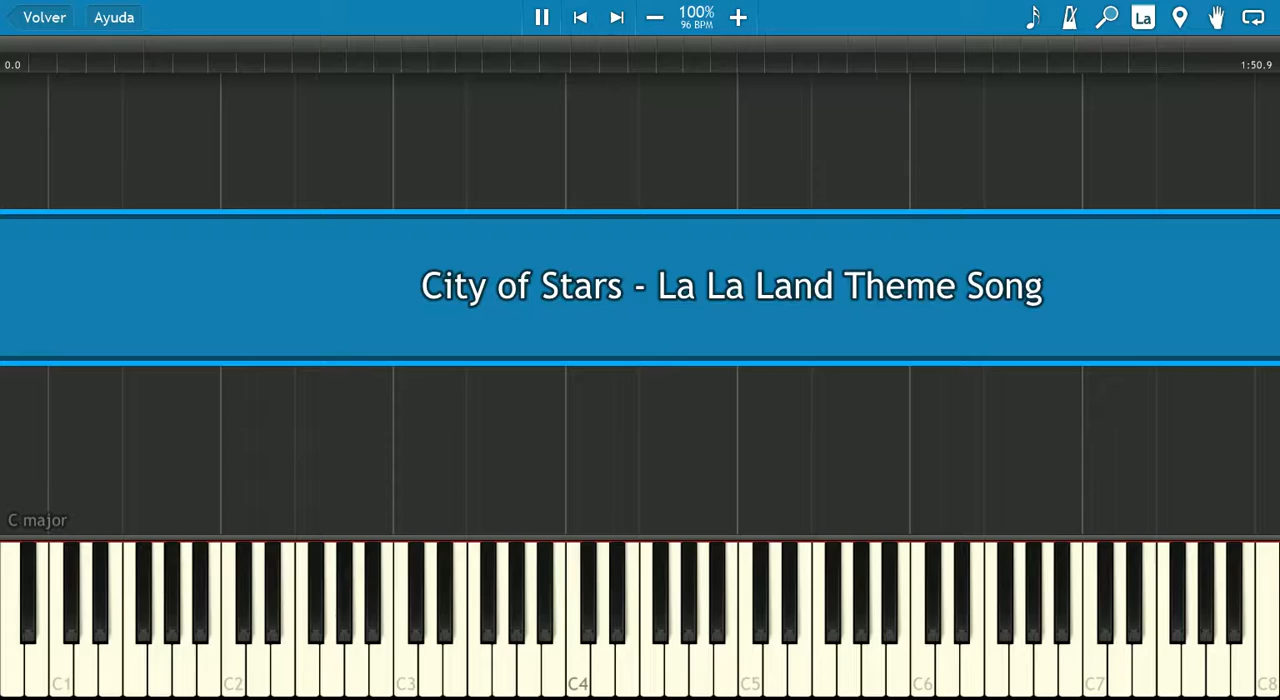 Volver Ayuda 100%
96 BPM La
0.0 1:50.9
City of Stars - La La Land Theme Song
C major
C1 C2 C3 C4 C5 C6 C7 C8